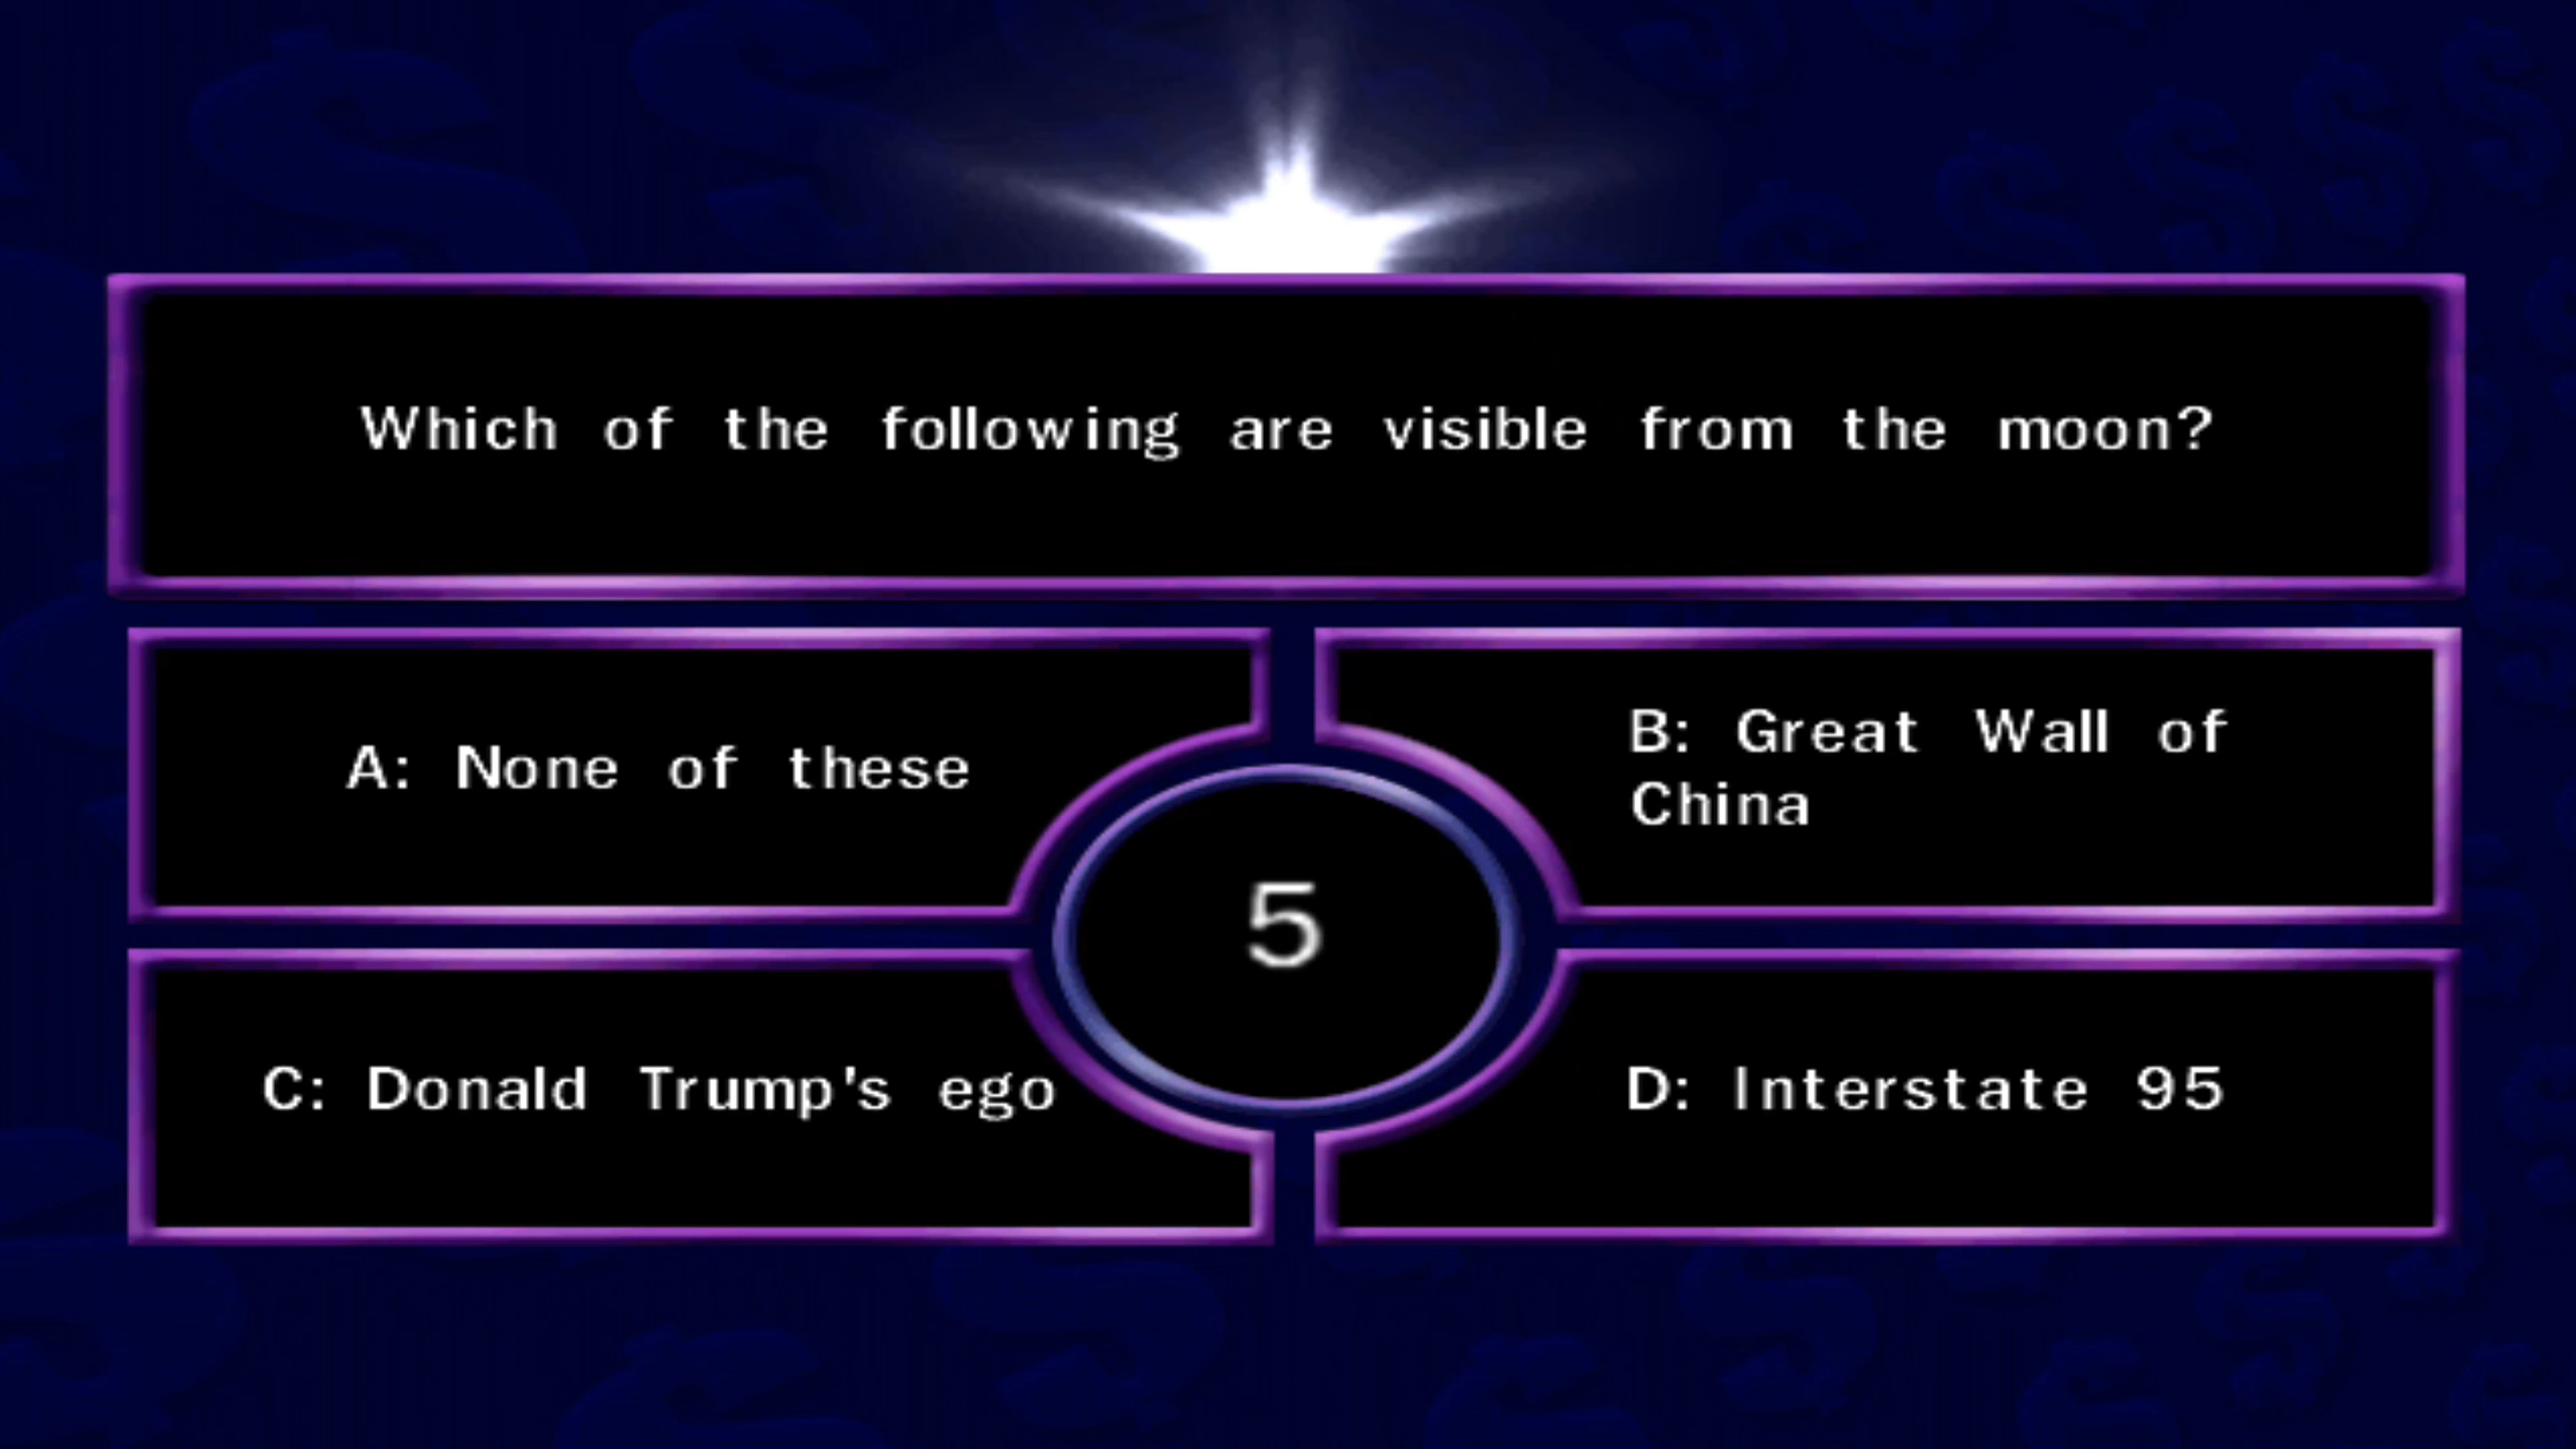 Which of the following are visible from the moon?
A: None of these
B: Great Wall of
China
5
C: Donald Trump's ego
D: Interstate 95